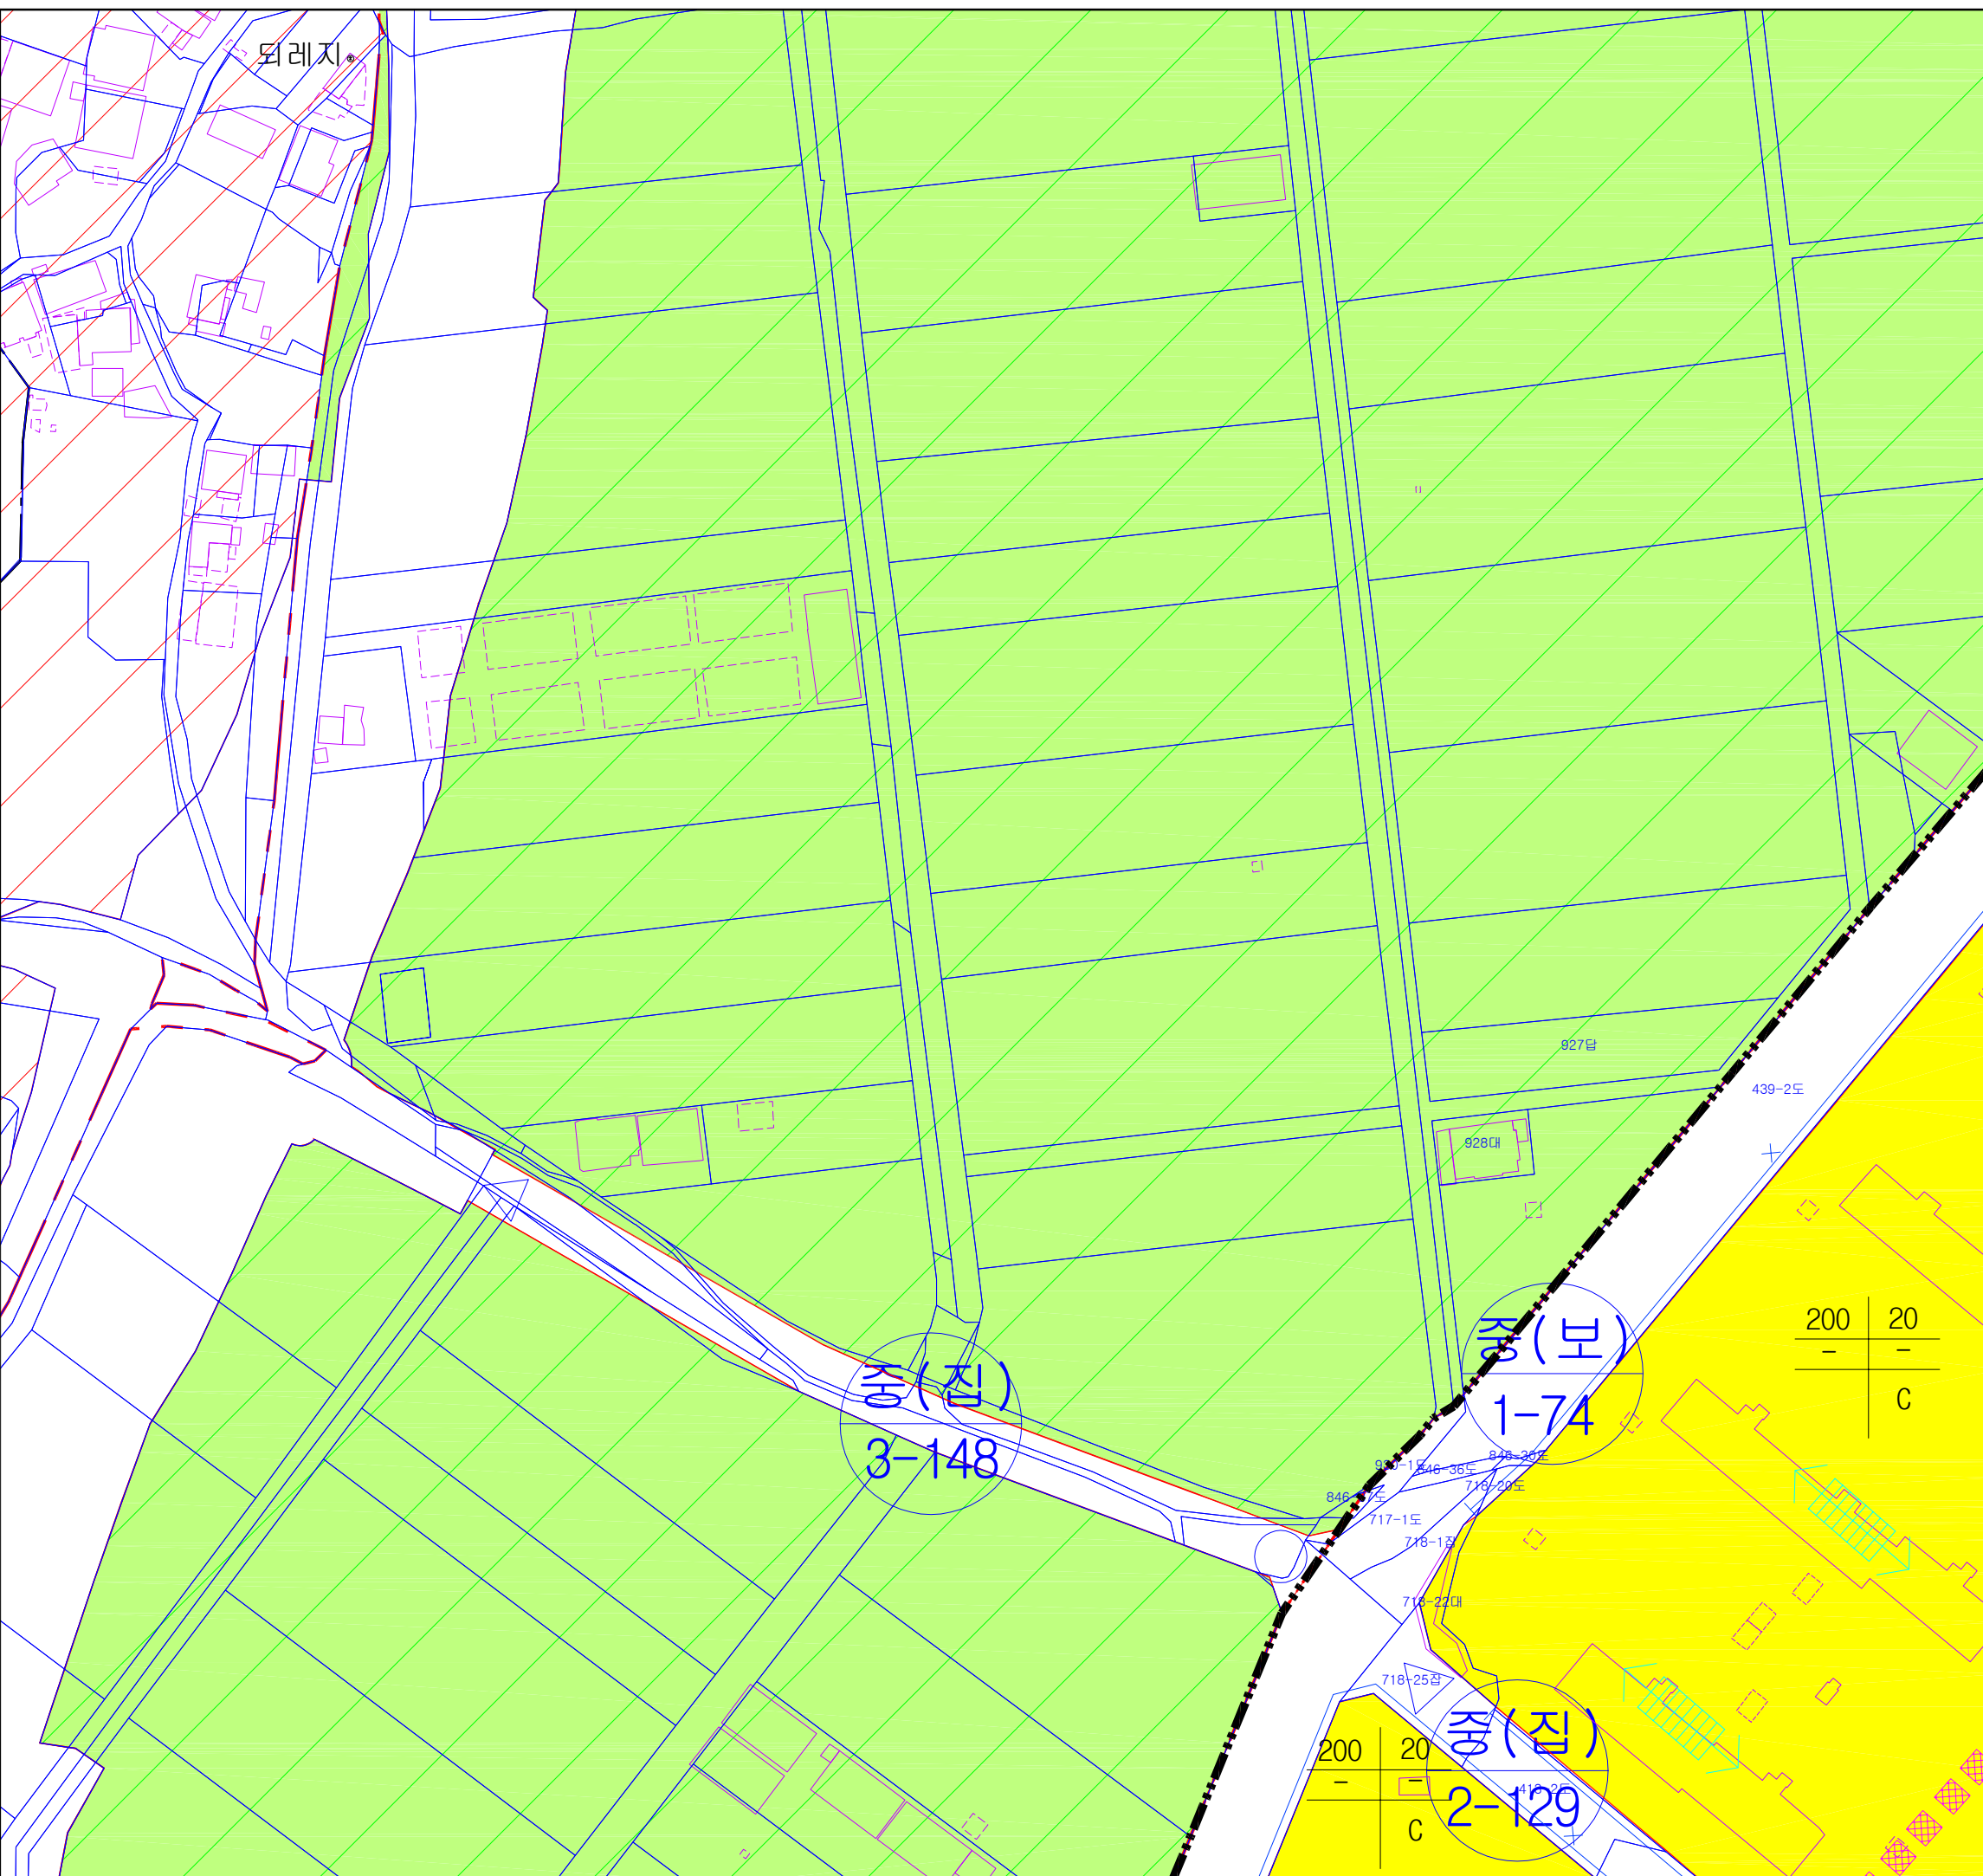 되레지
927답
439-2도
928대
200 20
- -
C
중(보)
1-74
중(집)
3-148
846-30도
846-36도
718-20도
717-1도
718-1잡
718-22대
718-25잡
200 20
- -
C
중(집)
2-129